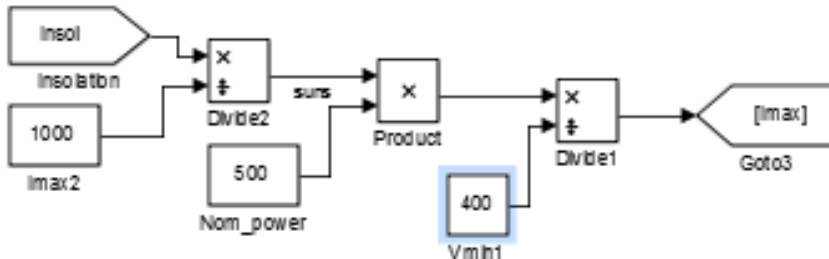 Insol
Insolation
1000
Imax2
×
÷
Divide2
suns
500
Nom_power
×
Product
400
Vmin1
×
÷
Divide1
[Imax]
Goto3